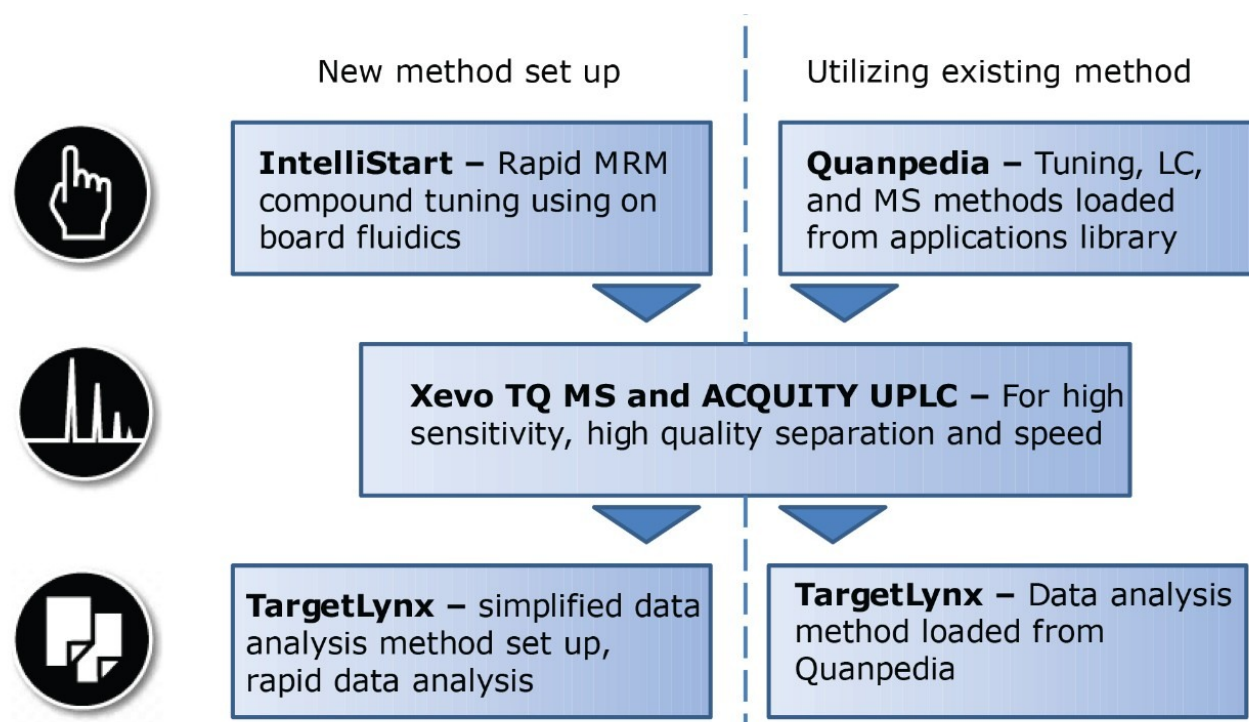 New method set up
Utilizing existing method
IntelliStart – Rapid MRM
compound tuning using on
board fluidics
Quanpedia – Tuning, LC,
and MS methods loaded
from applications library
Xevo TQ MS and ACQUITY UPLC – For high
sensitivity, high quality separation and speed
TargetLynx – simplified data
analysis method set up,
rapid data analysis
TargetLynx – Data analysis
method loaded from
Quanpedia